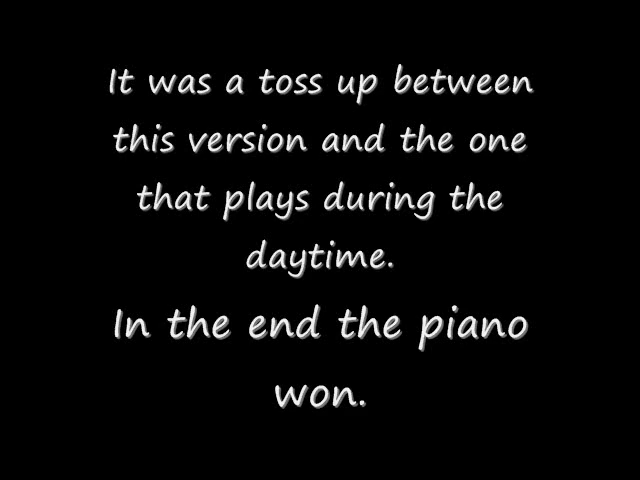 It was a toss up between
this version and the one
that plays during the
daytime.
In the end the piano
won.